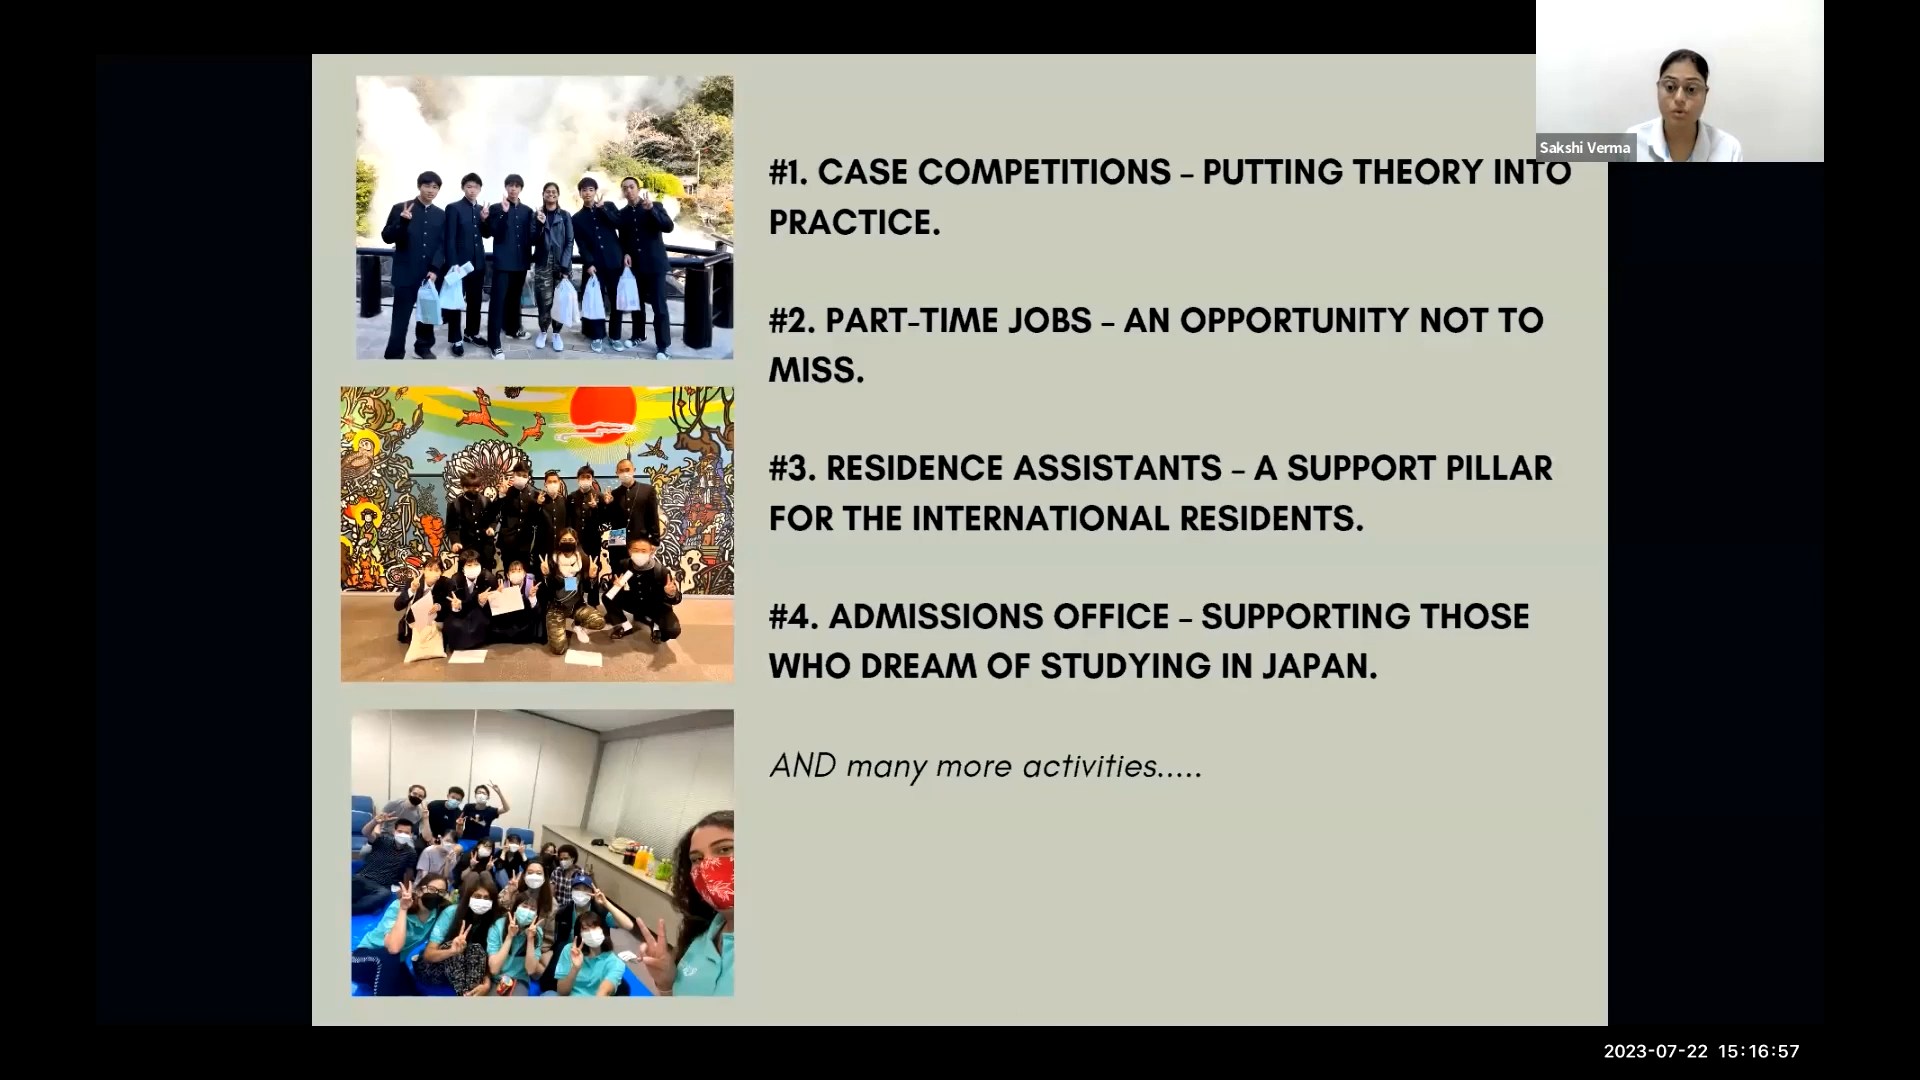 Sakshi Verma
#1. CASE COMPETITIONS – PUTTING THEORY INTO
PRACTICE.
#2. PART-TIME JOBS – AN OPPORTUNITY NOT TO
MISS.
#3. RESIDENCE ASSISTANTS – A SUPPORT PILLAR
FOR THE INTERNATIONAL RESIDENTS.
#4. ADMISSIONS OFFICE – SUPPORTING THOSE
WHO DREAM OF STUDYING IN JAPAN.
AND many more activities.....
2023-07-22 15:16:57